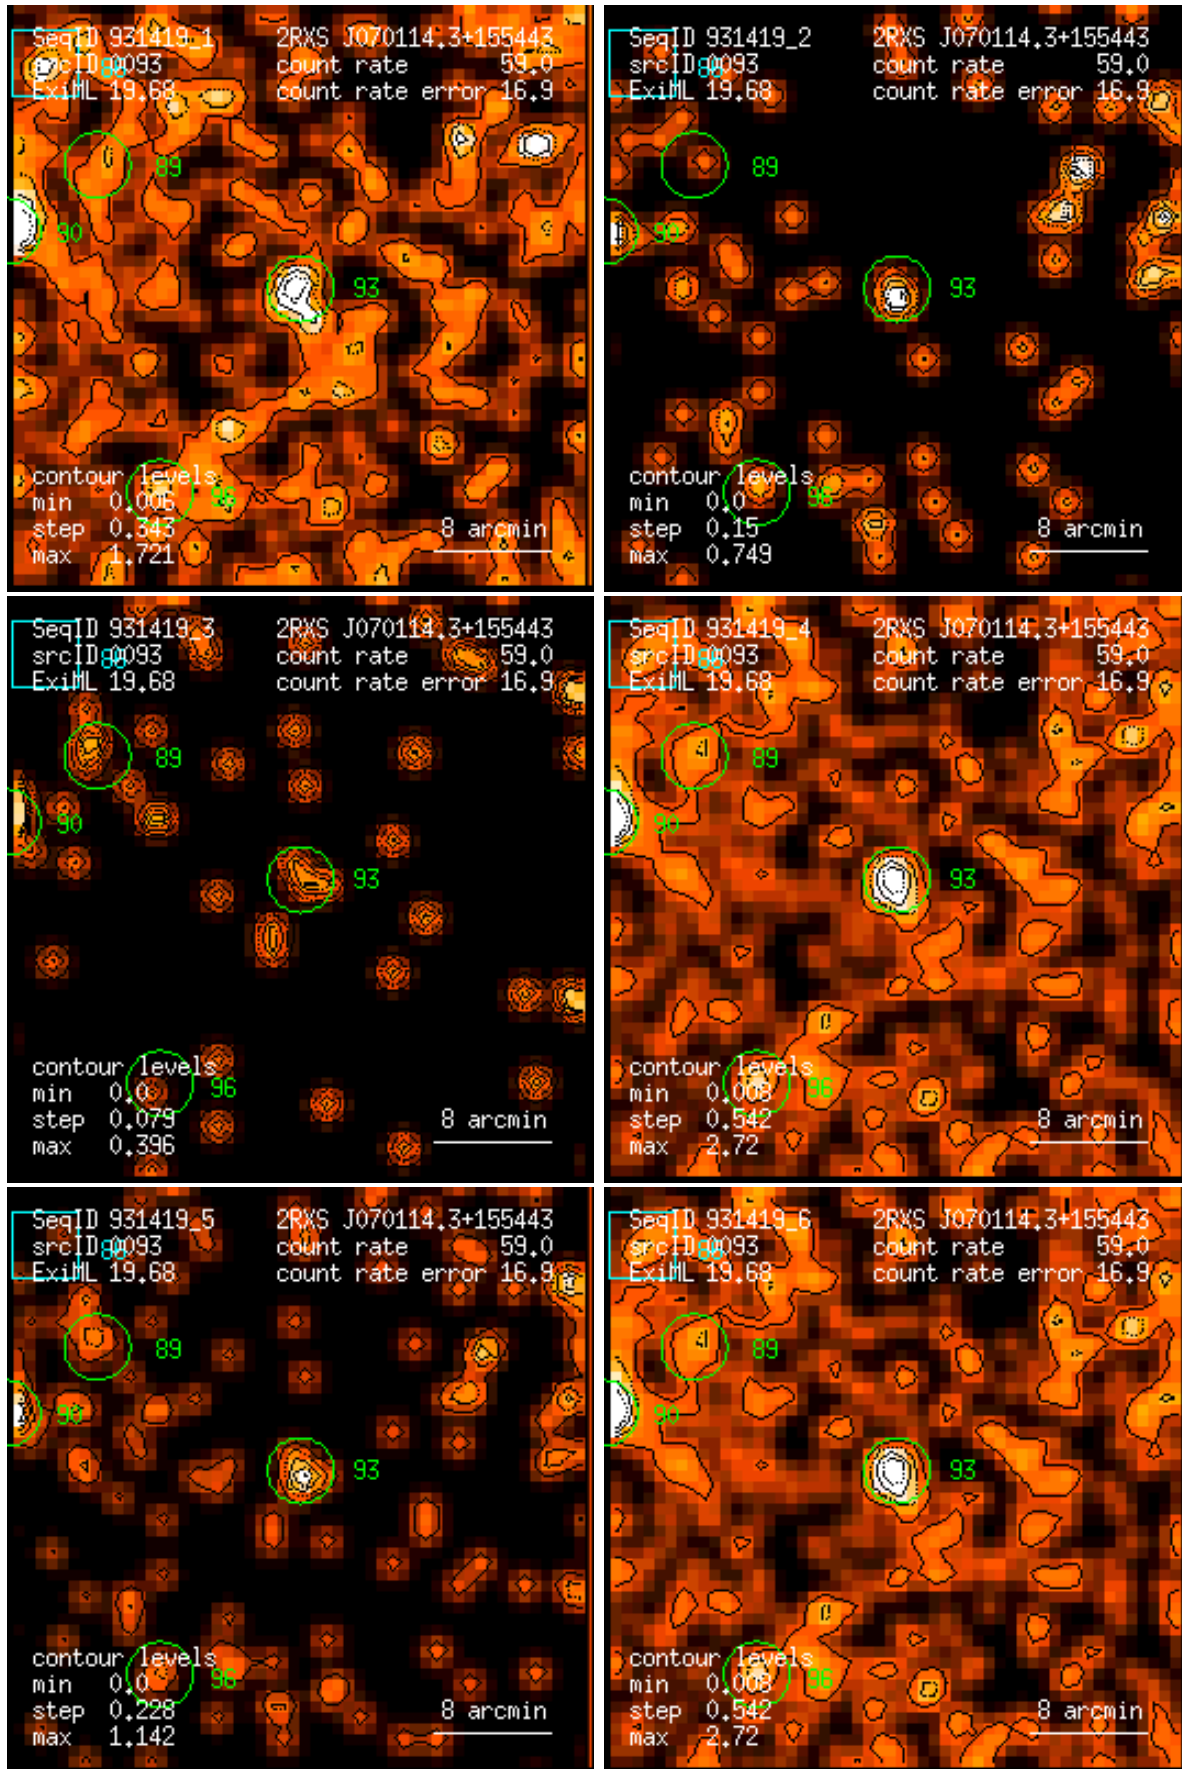 SeqID 931419_1 2RXS J070114.3+155443
srcID 0093 86 count rate 59.0
ExiML 19.68 count rate error 16.9
89
90
93
contour levels
min 0.006 96
step 0.343 8 arcmin
max 1.721
SeqID 931419_2 2RXS J070114.3+155443
srcID 0093 count rate 59.0
ExiML 19.68 count rate error 16.9
89
90
93
contour levels
min 0.0 96
step 0.15 8 arcmin
max 0.749
SeqID 931419_3 2RXS J070114.3+155443
srcID 0093 count rate 59.0
ExiML 19.68 count rate error 16.9
89
90
93
contour levels
min 0.0 96
step 0.079 8 arcmin
max 0.396
SeqID 931419_4 2RXS J070114.3+155443
srcID 0093 count rate 59.0
ExiML 19.68 count rate error 16.9
89
90
93
contour levels
min 0.008 96
step 0.542 8 arcmin
max 2.72
SeqID 931419_5 2RXS J070114.3+155443
srcID 0093 count rate 59.0
ExiML 19.68 count rate error 16.9
89
90
93
contour levels
min 0.0 96
step 0.228 8 arcmin
max 1.142
SeqID 931419_6 2RXS J070114.3+155443
srcID 0093 count rate 59.0
ExiML 19.68 count rate error 16.9
89
90
93
contour levels
min 0.008 96
step 0.542 8 arcmin
max 2.72